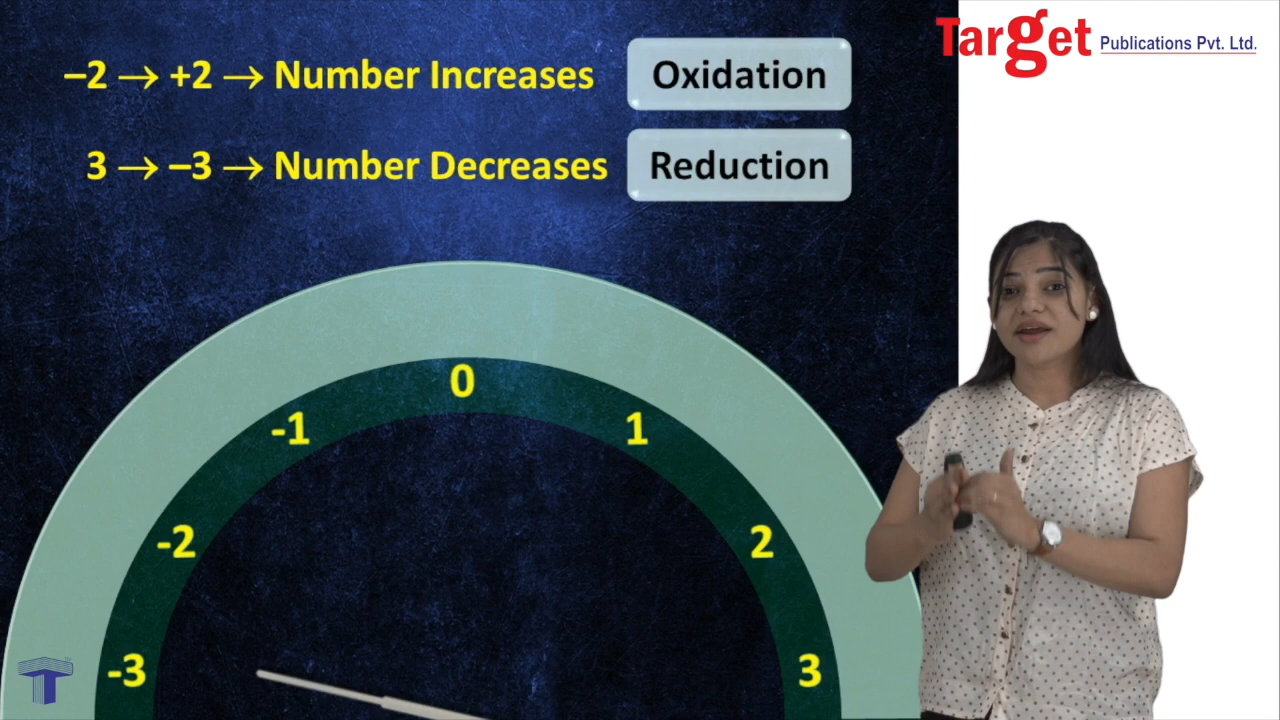 –2 → +2 → Number Increases Oxidation
3 → –3 → Number Decreases Reduction
Target Publications Pvt. Ltd.
0
-1 1
-2 2
-3 3
T